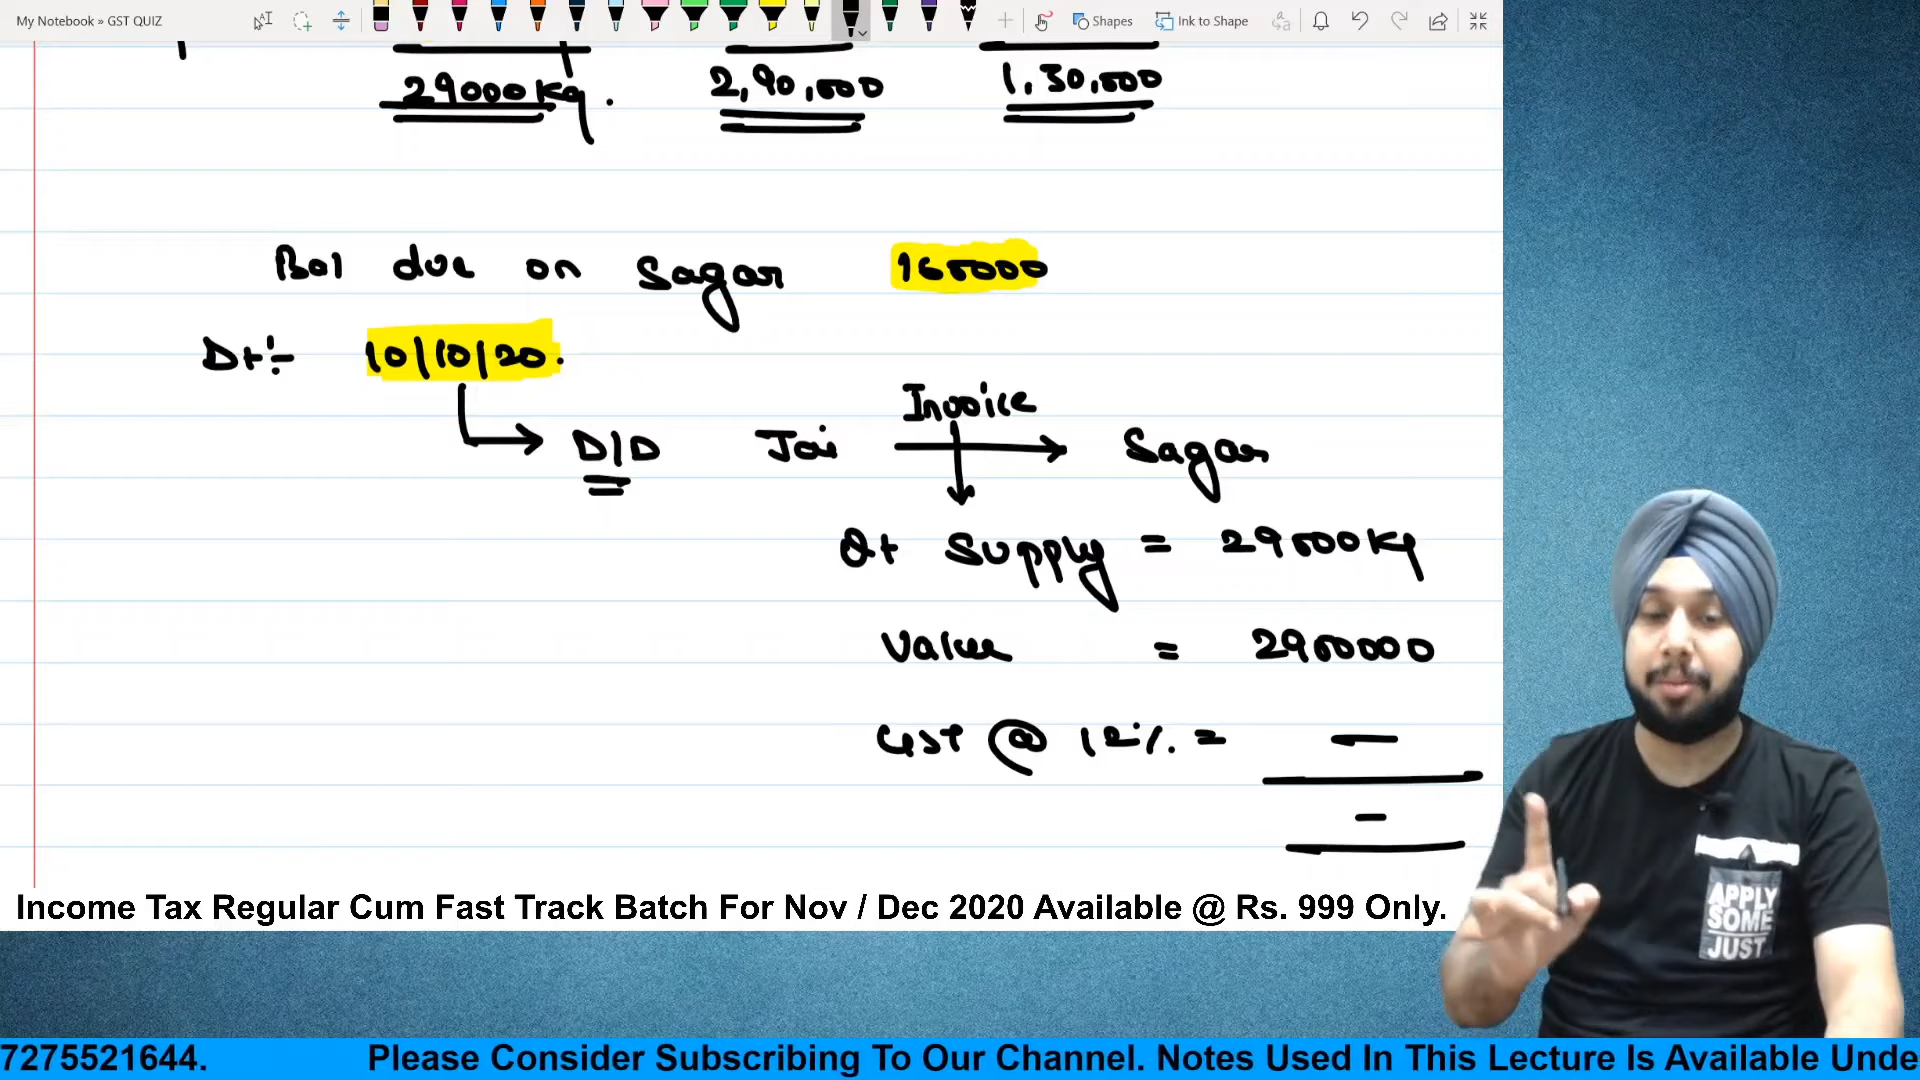 My Notebook » GST QUIZ
Shapes
Ink to Shape
29000 Kg.
2,90,000
1,30,000
Bal due on Sagar 160000
Dt:- 10/10/20.
Invoice
D/D Jai Sagar
Qt Supply = 29000 Kg
Value = 2900000
GST @ 12% = -
-
APPLY
SOME
JUST
Income Tax Regular Cum Fast Track Batch For Nov / Dec 2020 Available @ Rs. 999 Only.
7275521644. Please Consider Subscribing To Our Channel. Notes Used In This Lecture Is Available Unde